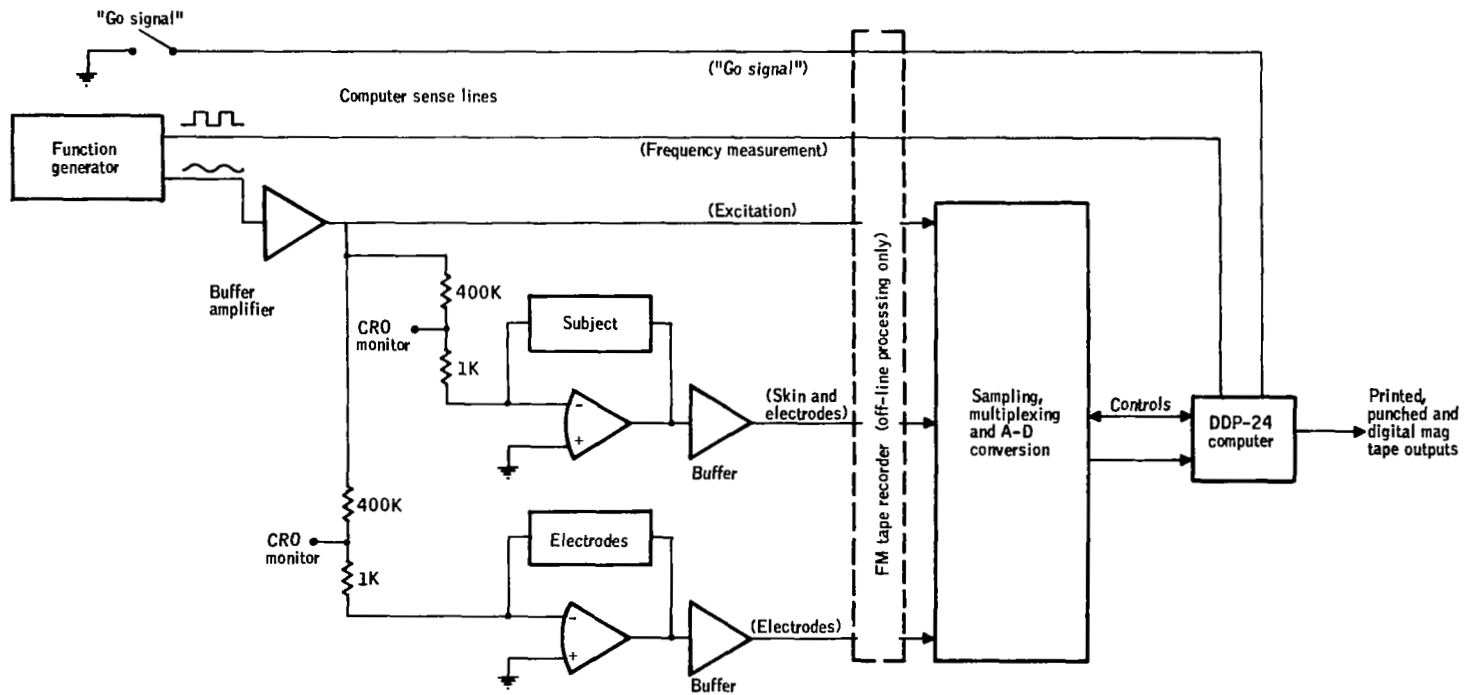 "Go signal"
("Go signal")
Computer sense lines
Function
generator
(Frequency measurement)
(Excitation)
Buffer
amplifier
400K
CRO
monitor
1K
Subject
-
+
Buffer
(Skin and
electrodes)
400K
CRO
monitor
1K
Electrodes
-
+
Buffer
(Electrodes)
FM tape recorder (off-line processing only)
Sampling,
multiplexing
and A-D
conversion
Controls
DDP-24
computer
Printed,
punched and
digital mag
tape outputs